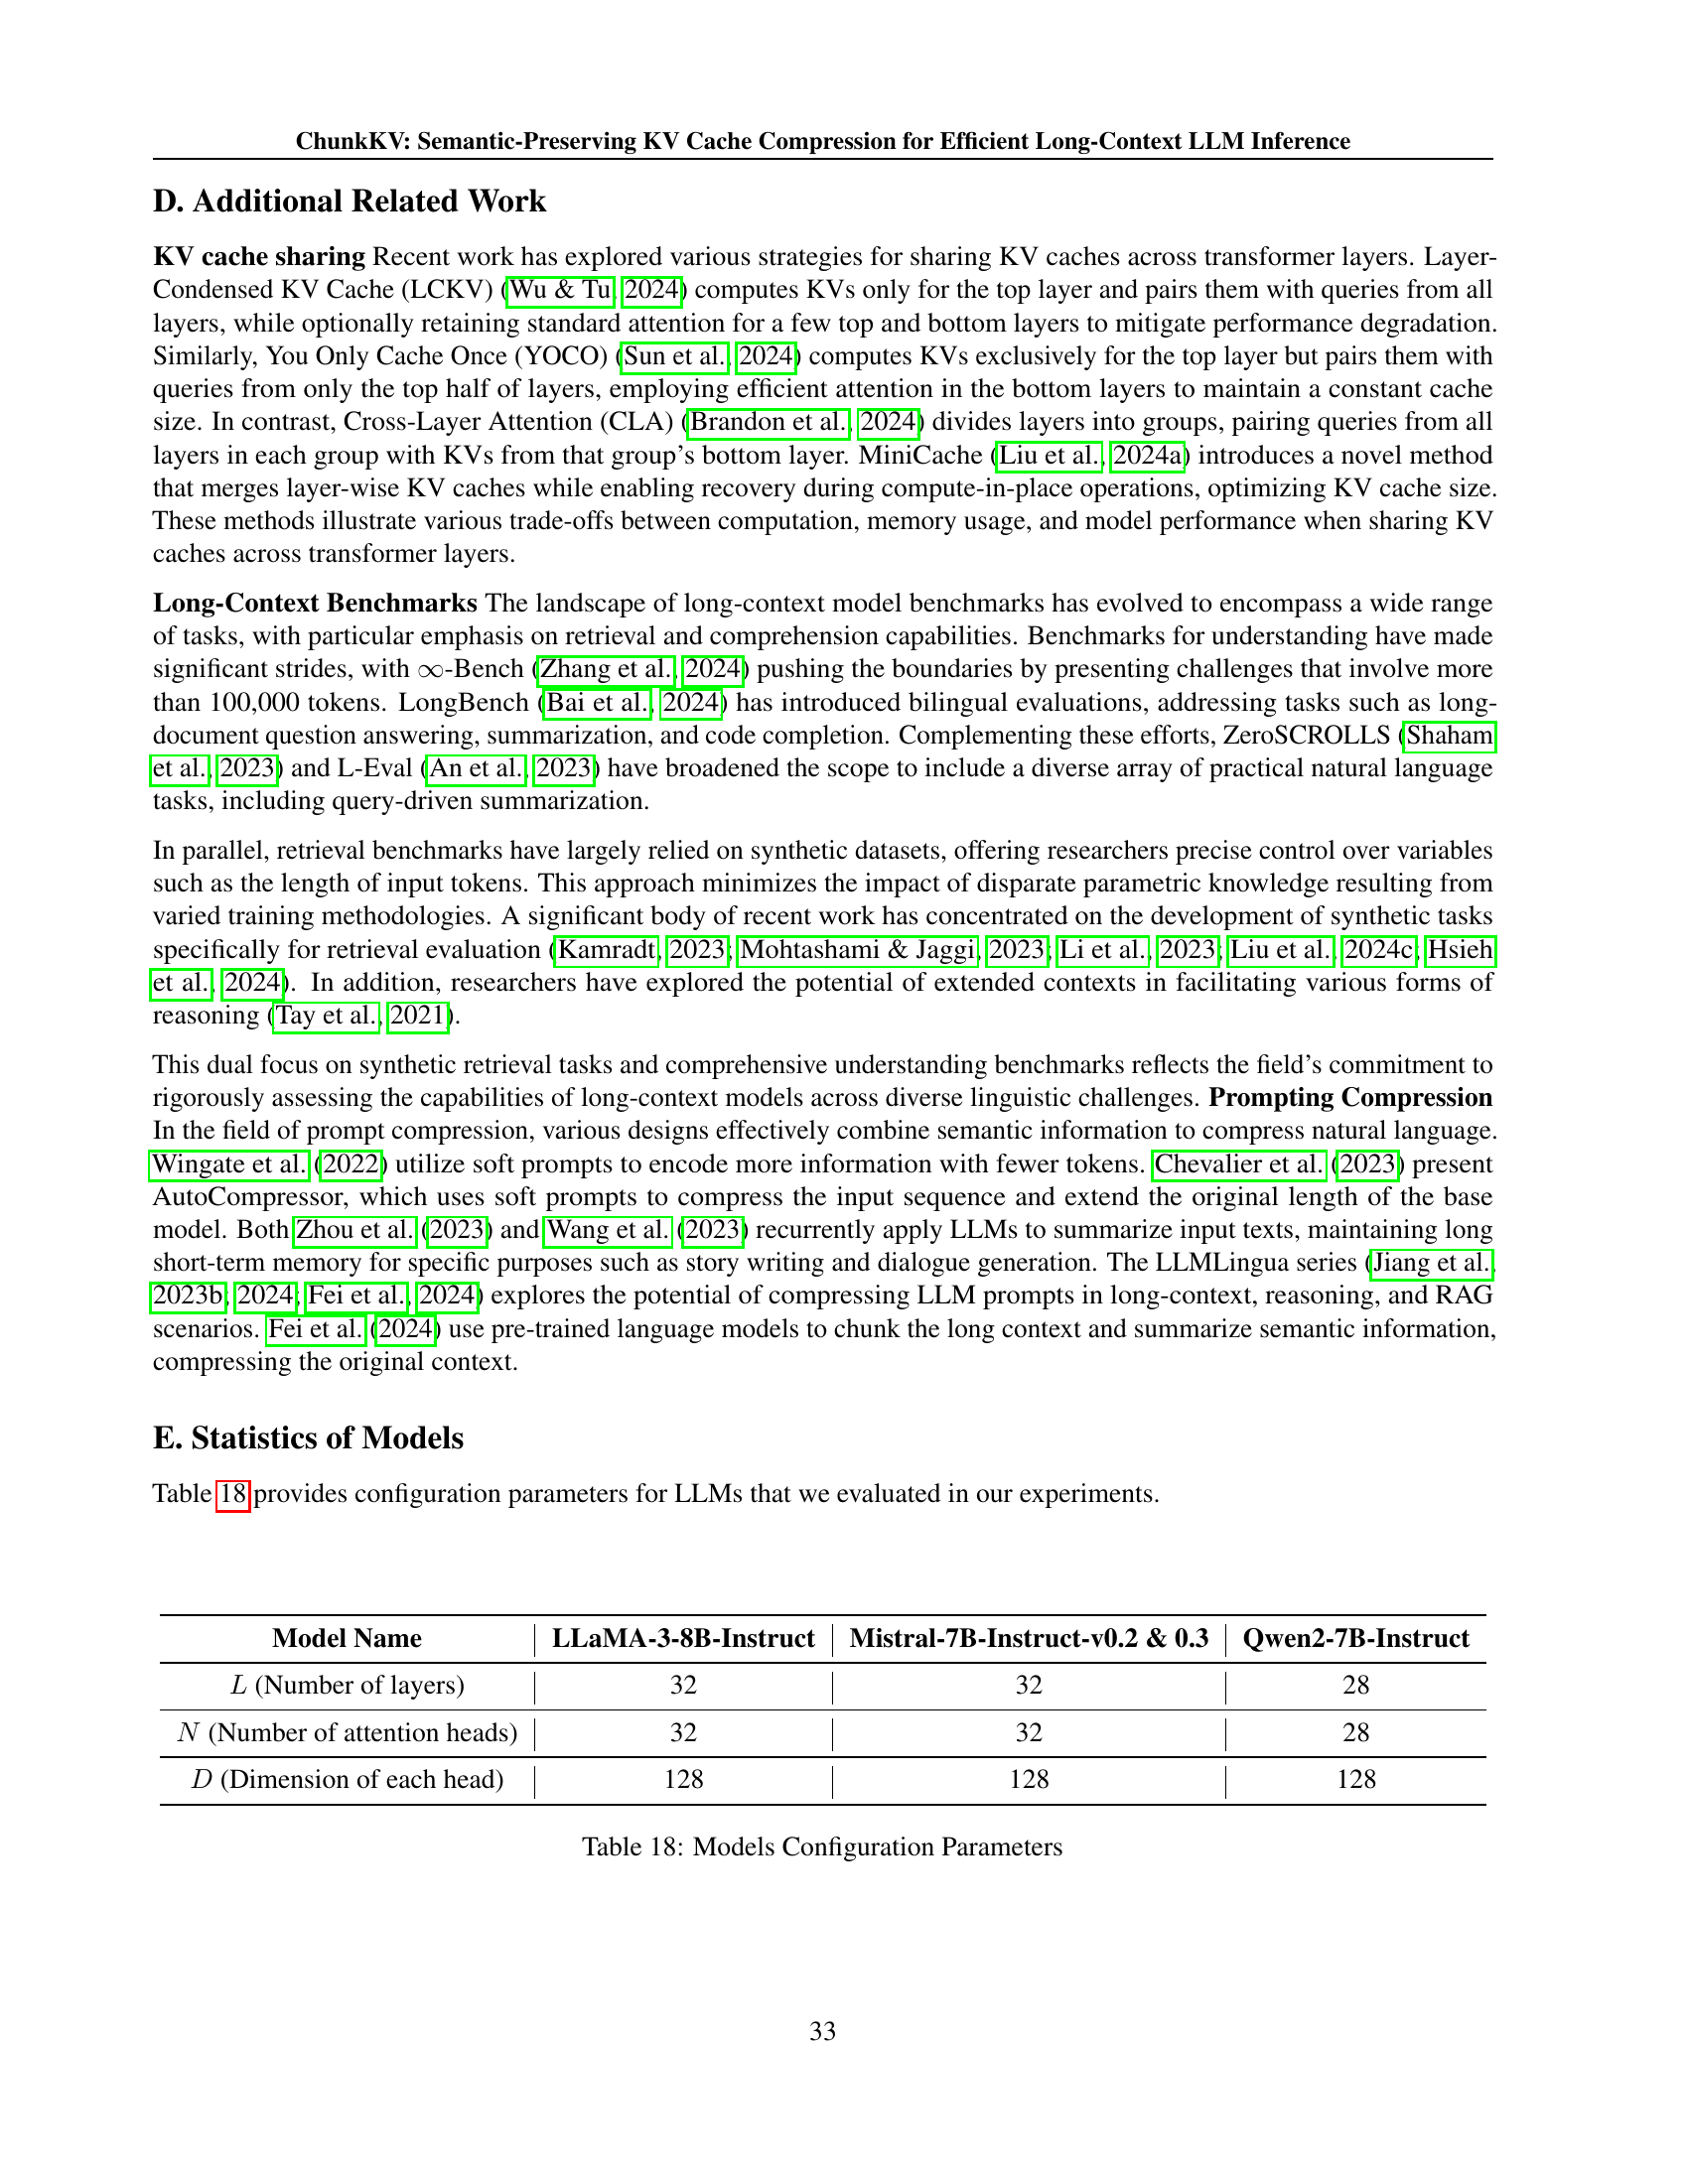 ChunkKV: Semantic-Preserving KV Cache Compression for Efficient Long-Context LLM Inference
D. Additional Related Work
KV cache sharing Recent work has explored various strategies for sharing KV caches across transformer layers. Layer-
Condensed KV Cache (LCKV) (Wu & Tu, 2024) computes KVs only for the top layer and pairs them with queries from all
layers, while optionally retaining standard attention for a few top and bottom layers to mitigate performance degradation.
Similarly, You Only Cache Once (YOCO) (Sun et al., 2024) computes KVs exclusively for the top layer but pairs them with
queries from only the top half of layers, employing efficient attention in the bottom layers to maintain a constant cache
size. In contrast, Cross-Layer Attention (CLA) (Brandon et al., 2024) divides layers into groups, pairing queries from all
layers in each group with KVs from that group's bottom layer. MiniCache (Liu et al., 2024a) introduces a novel method
that merges layer-wise KV caches while enabling recovery during compute-in-place operations, optimizing KV cache size.
These methods illustrate various trade-offs between computation, memory usage, and model performance when sharing KV
caches across transformer layers.
Long-Context Benchmarks The landscape of long-context model benchmarks has evolved to encompass a wide range
of tasks, with particular emphasis on retrieval and comprehension capabilities. Benchmarks for understanding have made
significant strides, with ∞-Bench (Zhang et al., 2024) pushing the boundaries by presenting challenges that involve more
than 100,000 tokens. LongBench (Bai et al., 2024) has introduced bilingual evaluations, addressing tasks such as long-
document question answering, summarization, and code completion. Complementing these efforts, ZeroSCROLLS (Shaham
et al., 2023) and L-Eval (An et al., 2023) have broadened the scope to include a diverse array of practical natural language
tasks, including query-driven summarization.
In parallel, retrieval benchmarks have largely relied on synthetic datasets, offering researchers precise control over variables
such as the length of input tokens. This approach minimizes the impact of disparate parametric knowledge resulting from
varied training methodologies. A significant body of recent work has concentrated on the development of synthetic tasks
specifically for retrieval evaluation (Kamradt, 2023; Mohtashami & Jaggi, 2023; Li et al., 2023; Liu et al., 2024c; Hsieh
et al., 2024). In addition, researchers have explored the potential of extended contexts in facilitating various forms of
reasoning (Tay et al., 2021).
This dual focus on synthetic retrieval tasks and comprehensive understanding benchmarks reflects the field's commitment to
rigorously assessing the capabilities of long-context models across diverse linguistic challenges. Prompting Compression
In the field of prompt compression, various designs effectively combine semantic information to compress natural language.
Wingate et al. (2022) utilize soft prompts to encode more information with fewer tokens. Chevalier et al. (2023) present
AutoCompressor, which uses soft prompts to compress the input sequence and extend the original length of the base
model. Both Zhou et al. (2023) and Wang et al. (2023) recurrently apply LLMs to summarize input texts, maintaining long
short-term memory for specific purposes such as story writing and dialogue generation. The LLMLingua series (Jiang et al.,
2023b; 2024; Fei et al., 2024) explores the potential of compressing LLM prompts in long-context, reasoning, and RAG
scenarios. Fei et al. (2024) use pre-trained language models to chunk the long context and summarize semantic information,
compressing the original context.
E. Statistics of Models
Table 18 provides configuration parameters for LLMs that we evaluated in our experiments.
Model Name LLaMA-3-8B-Instruct Mistral-7B-Instruct-v0.2 & 0.3 Qwen2-7B-Instruct
L (Number of layers) 32 32 28
N (Number of attention heads) 32 32 28
D (Dimension of each head) 128 128 128
Table 18: Models Configuration Parameters
33